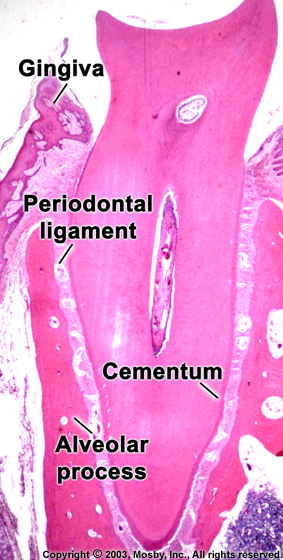 Gingiva
Periodontal
ligament
Cementum
Alveolar
process
Copyright © 2003, Mosby, Inc., All rights reserved.